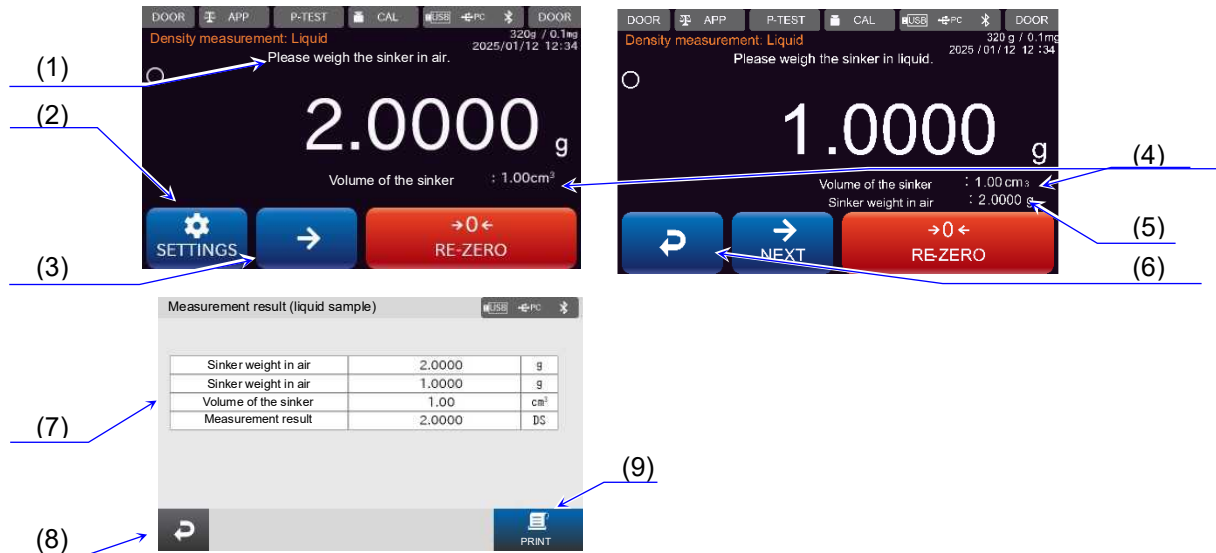 DOOR APP P-TEST CAL USB PC DOOR
Density measurement: Liquid 320g / 0.1mg
2025/01/12 12:34
Please weigh the sinker in air.
2.0000 g
Volume of the sinker : 1.00cm³
SETTINGS
→
→0←
RE-ZERO
(1)
(2)
(3)
DOOR APP P-TEST CAL USB PC DOOR
Density measurement: Liquid 320 g / 0.1mg
2025 / 01 / 12 12 :34
Please weigh the sinker in liquid.
1.0000 g
Volume of the sinker : 1.00 cm3
Sinker weight in air : 2.0000 g
→
NEXT
→0←
RE-ZERO
(4)
(5)
(6)
Measurement result (liquid sample) USB PC
Sinker weight in air 2.0000 g
Sinker weight in air 1.0000 g
Volume of the sinker 1.00 cm³
Measurement result 2.0000 DS
PRINT
(7)
(8)
(9)